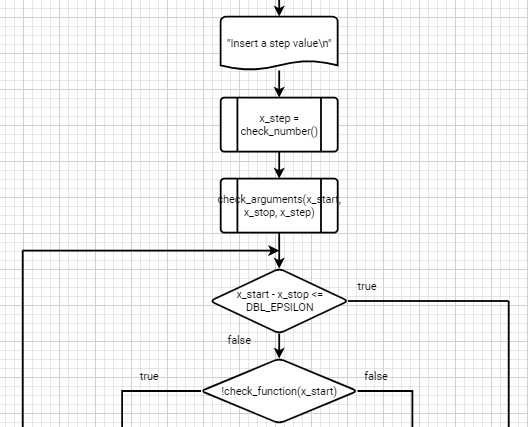 "Insert a step value\n"
x_step =
check_number()
check_arguments(x_start,
x_stop, x_step)
x_start - x_stop <=
DBL_EPSILON
true
false
!check_function(x_start)
true
false